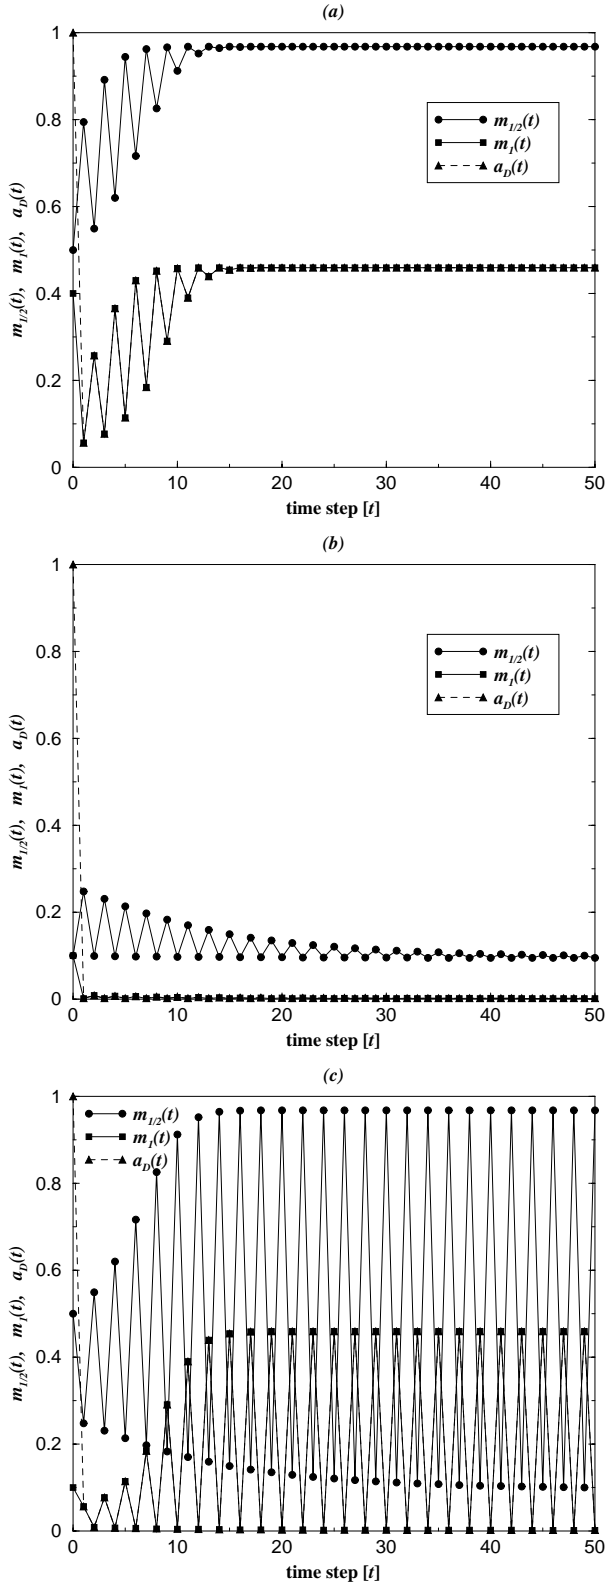 (a)
1
0.8
0.6
0.4
0.2
0
m1/2(t), m1(t), aD(t)
m1/2(t)
m1(t)
aD(t)
0 10 20 30 40 50
time step [t]
(b)
1
0.8
0.6
0.4
0.2
0
m1/2(t), m1(t), aD(t)
m1/2(t)
m1(t)
aD(t)
0 10 20 30 40 50
time step [t]
(c)
1
0.8
0.6
0.4
0.2
0
m1/2(t), m1(t), aD(t)
m1/2(t)
m1(t)
aD(t)
0 10 20 30 40 50
time step [t]